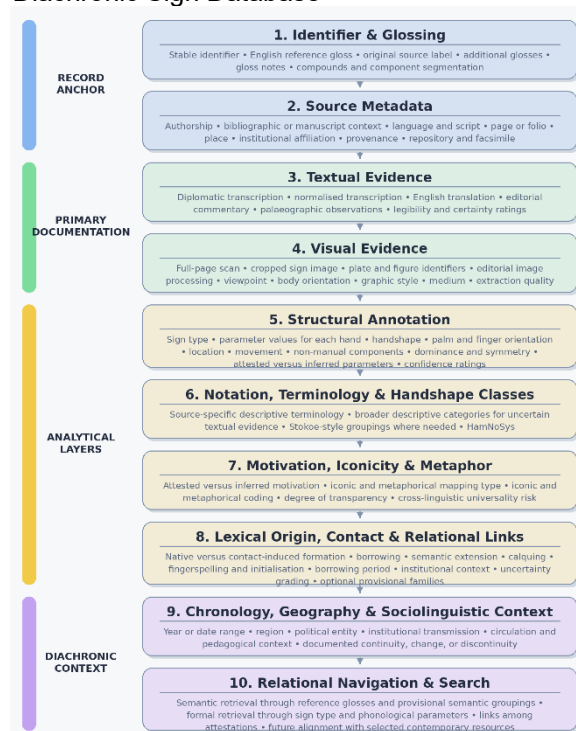 Diachronic Sign Database
RECORD
ANCHOR
1. Identifier & Glossing
Stable identifier • English reference gloss • original source label • additional glosses •
gloss notes • compounds and component segmentation
2. Source Metadata
Authorship • bibliographic or manuscript context • language and script • page or folio •
place • institutional affiliation • provenance • repository and facsimile
PRIMARY
DOCUMENTATION
3. Textual Evidence
Diplomatic transcription • normalised transcription • English translation • editorial
commentary • palaeographic observations • legibility and certainty ratings
4. Visual Evidence
Full-page scan • cropped sign image • plate and figure identifiers • editorial image
processing • viewpoint • body orientation • graphic style • medium • extraction quality
ANALYTICAL
LAYERS
5. Structural Annotation
Sign type • parameter values for each hand • handshape • palm and finger orientation
• location • movement • non-manual components • dominance and symmetry •
attested versus inferred parameters • confidence ratings
6. Notation, Terminology & Handshape Classes
Source-specific descriptive terminology • broader descriptive categories for uncertain
textual evidence • Stokoe-style groupings where needed • HamNoSys
7. Motivation, Iconicity & Metaphor
Attested versus inferred motivation • iconic and metaphorical mapping type • iconic and
metaphorical coding • degree of transparency • cross-linguistic universality risk
8. Lexical Origin, Contact & Relational Links
Native versus contact-induced formation • borrowing • semantic extension • calquing •
fingerspelling and initialisation • borrowing period • institutional context • uncertainty
grading • optional provisional families
DIACHRONIC
CONTEXT
9. Chronology, Geography & Sociolinguistic Context
Year or date range • region • political entity • institutional transmission • circulation and
pedagogical context • documented continuity, change, or discontinuity
10. Relational Navigation & Search
Semantic retrieval through reference glosses and provisional semantic groupings •
formal retrieval through sign type and phonological parameters • links among
attestations • future alignment with selected contemporary resources